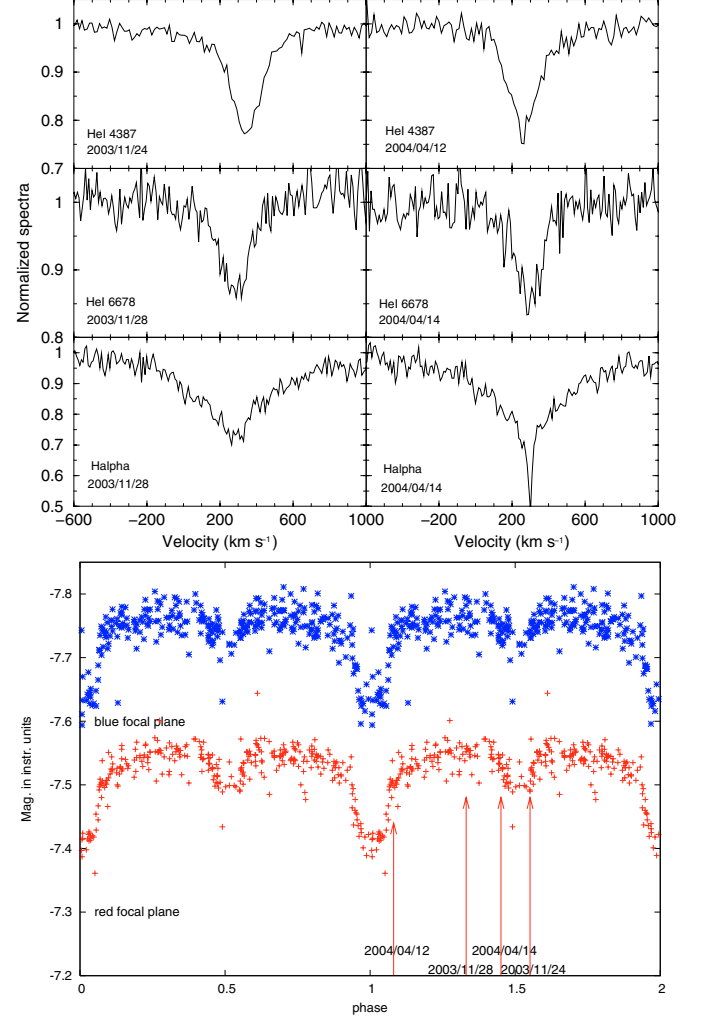 1
0.9
0.8
0.7
HeI 4387
2003/11/24
HeI 4387
2004/04/12
1
0.9
0.8
HeI 6678
2003/11/28
HeI 6678
2004/04/14
1
0.9
0.8
0.7
0.6
0.5
Halpha
2003/11/28
Halpha
2004/04/14
Normalized spectra
−600 −200 200 600 1000 −200 200 600 1000
Velocity (km s⁻¹) Velocity (km s⁻¹)
-7.8
-7.7
-7.6
-7.5
-7.4
-7.3
-7.2
Mag. in instr. units
blue focal plane
red focal plane
2004/04/12 2004/04/14
2003/11/28 2003/11/24
0 0.5 1 1.5 2
phase